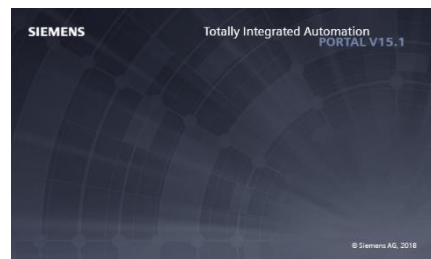 SIEMENS
Totally Integrated Automation
PORTAL V15.1
© Siemens AG, 2018